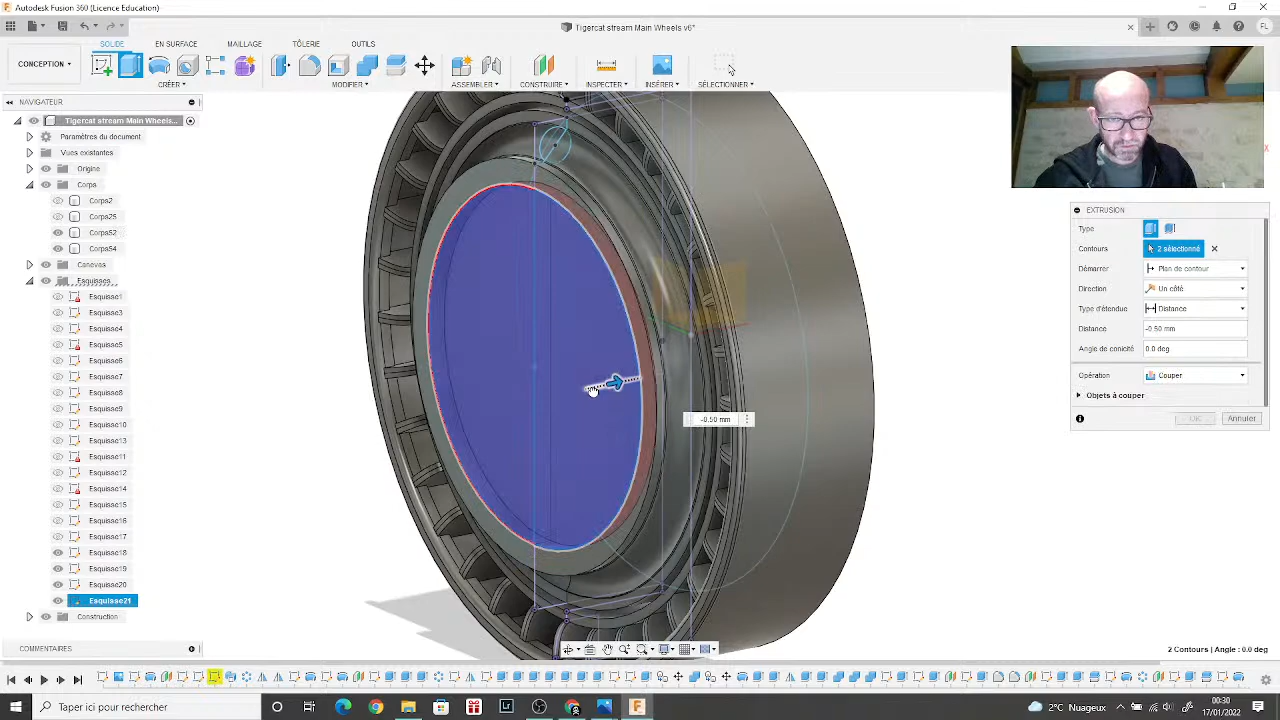 Autodesk Fusion 360 (Licence Education)
Tigercat stream Main Wheels v6*
FL
SOLIDE EN SURFACE MAILLAGE TÔLERIE OUTILS
CONCEPTION
CRÉER MODIFIER ASSEMBLER CONSTRUIRE INSPECTER INSÉRER SÉLECTIONNER
NAVIGATEUR
Tigercat stream Main Wheels...
Paramètres du document
Vues existantes
Origine
Corps
Corps2
Corps25
Corps52
Corps54
Canevas
Esquisses
Esquisse1
Esquisse3
Esquisse4
Esquisse5
Esquisse6
Esquisse7
Esquisse8
Esquisse9
Esquisse10
Esquisse13
Esquisse11
Esquisse12
Esquisse14
Esquisse15
Esquisse16
Esquisse17
Esquisse18
Esquisse19
Esquisse20
Esquisse21
Construction
COMMENTAIRES
-0.50 mm
EXTRUSION
Type
Contours 2 sélectionné
Démarrer Plan de contour
Direction Un côté
Type d'étendue Distance
Distance -0.50 mm
Angle de conicité 0.0 deg
Opération Couper
Objets à couper
OK Annuler
2 Contours | Angle : 0.0 deg
Taper ici pour rechercher
2°C Nuageux
00:30
17/01/2022